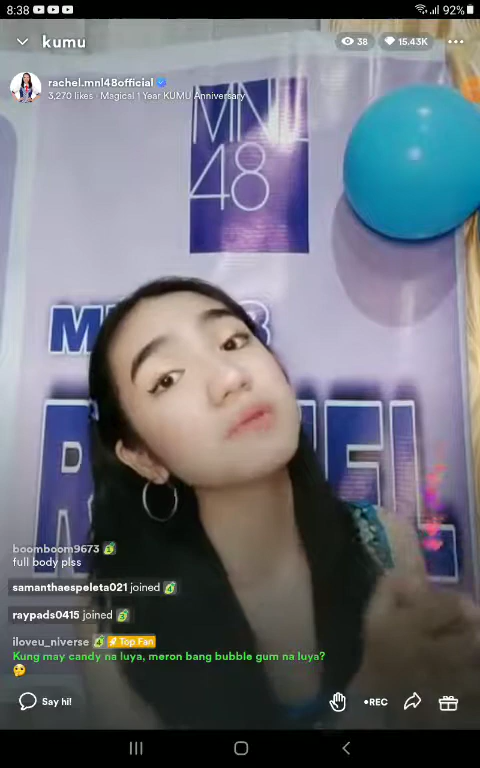 8:38
92%
kumu
38
15.43K
rachel.mnl48official
3,270 likes · Magical 1 Year KUMU Anniversary
MNL
48
boomboom9673
full body plss
samanthaespeleta021 joined
raypads0415 joined
iloveu_niverse Top Fan
Kung may candy na luya, meron bang bubble gum na luya?
🤔
Say hi!
•REC